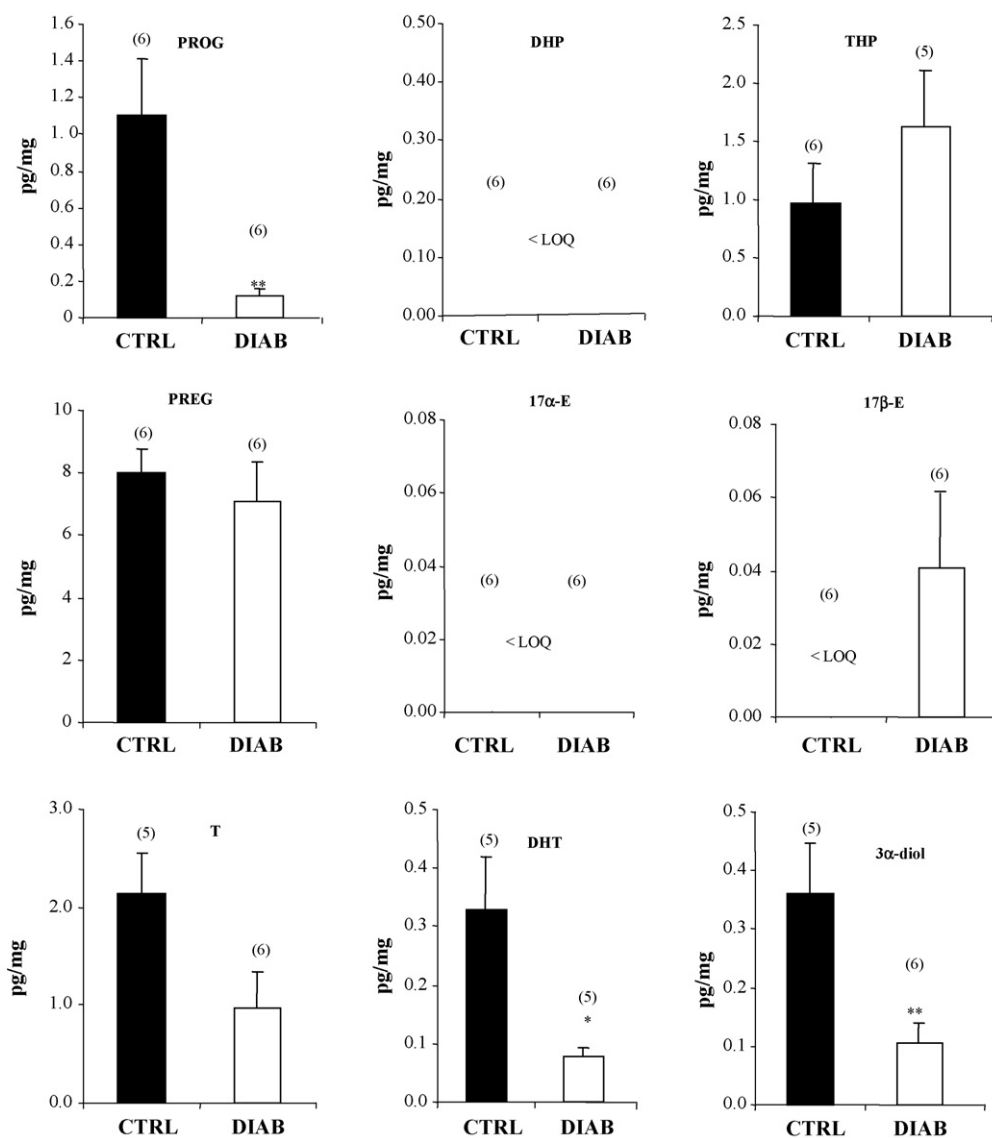 PROG
(6)
(6)
**
1.6
1.4
1.2
1.0
0.8
0.6
0.4
0.2
0
pg/mg
CTRL DIAB
DHP
(6) (6)
< LOQ
0.50
0.40
0.30
0.20
0.10
0.00
CTRL DIAB
THP
(6)
(5)
2.5
2.0
1.5
1.0
0.5
0.0
pg/mg
CTRL DIAB
PREG
(6) (6)
10
8
6
4
2
0
pg/mg
CTRL DIAB
17α-E
(6) (6)
< LOQ
0.08
0.06
0.04
0.02
0.00
pg/mg
CTRL DIAB
17β-E
(6)
(6)
< LOQ
0.08
0.06
0.04
0.02
0.00
pg/mg
CTRL DIAB
T
(5)
(6)
3.0
2.0
1.0
0.0
pg/mg
CTRL DIAB
DHT
(5)
(5)
*
0.5
0.4
0.3
0.2
0.1
0.0
pg/mg
CTRL DIAB
3α-diol
(5)
(6)
**
0.5
0.4
0.3
0.2
0.1
0.0
pg/mg
CTRL DIAB